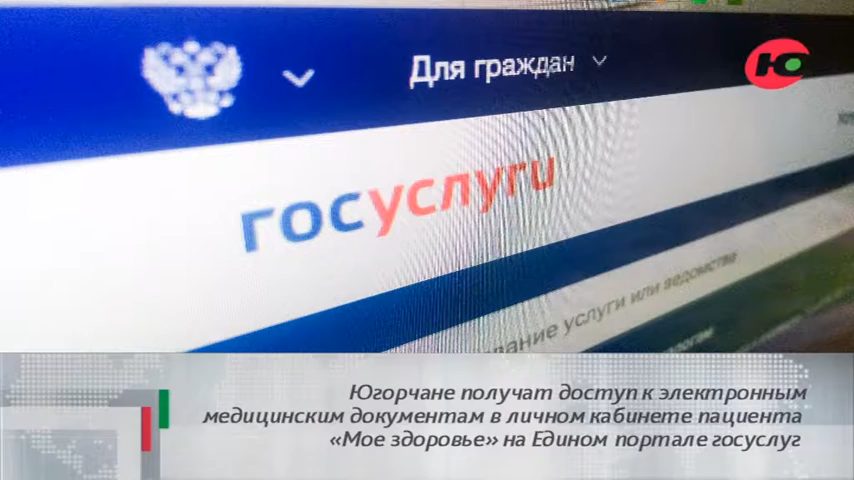 Для граждан
Ю
госуслуги
ание услуги или ведомства
Югорчане получат доступ к электронным
медицинским документам в личном кабинете пациента
«Мое здоровье» на Едином портале госуслуг